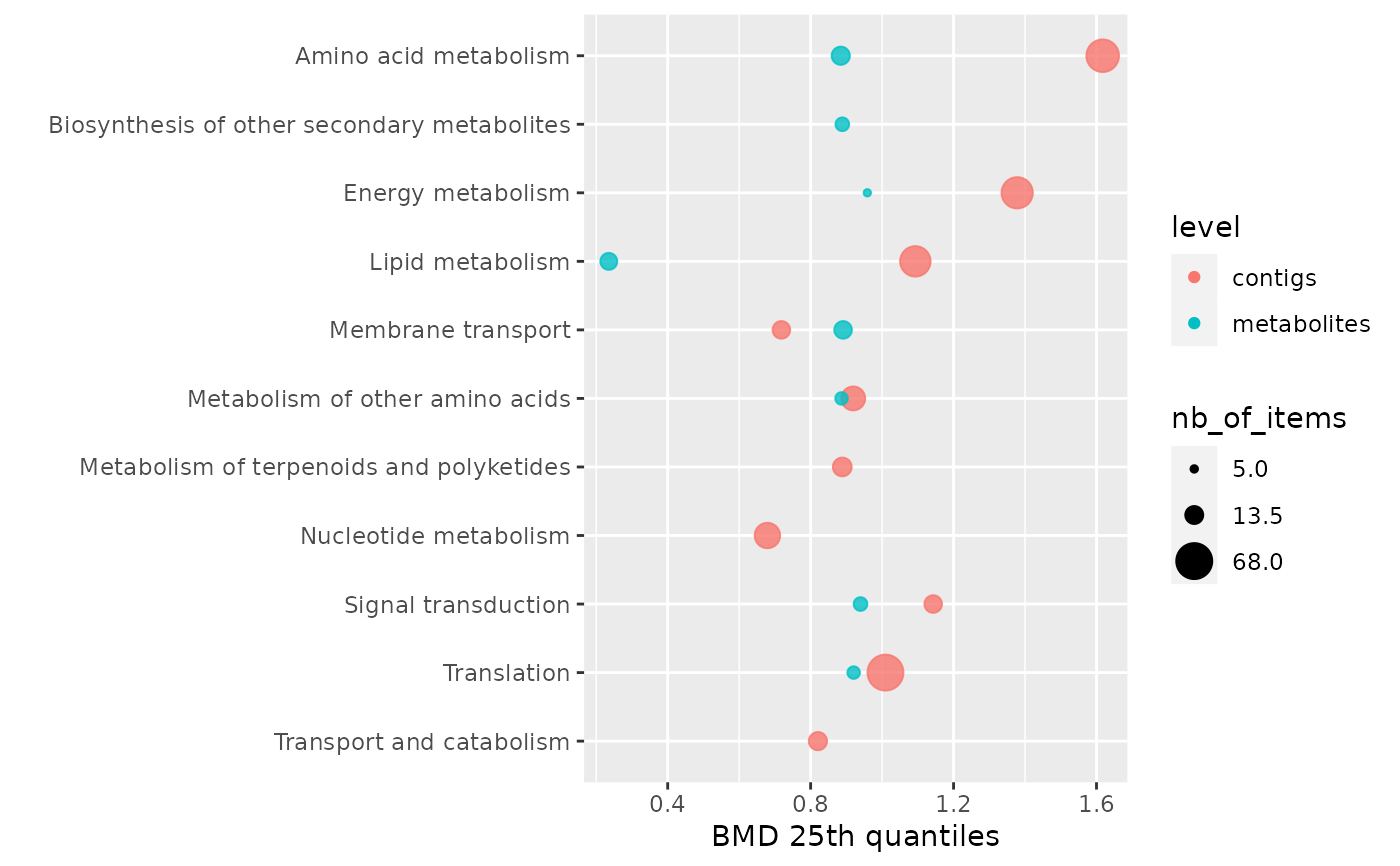 Amino acid metabolism
Biosynthesis of other secondary metabolites
Energy metabolism
Lipid metabolism
Membrane transport
Metabolism of other amino acids
Metabolism of terpenoids and polyketides
Nucleotide metabolism
Signal transduction
Translation
Transport and catabolism
0.4 0.8 1.2 1.6
BMD 25th quantiles
level
contigs
metabolites
nb_of_items
5.0
13.5
68.0